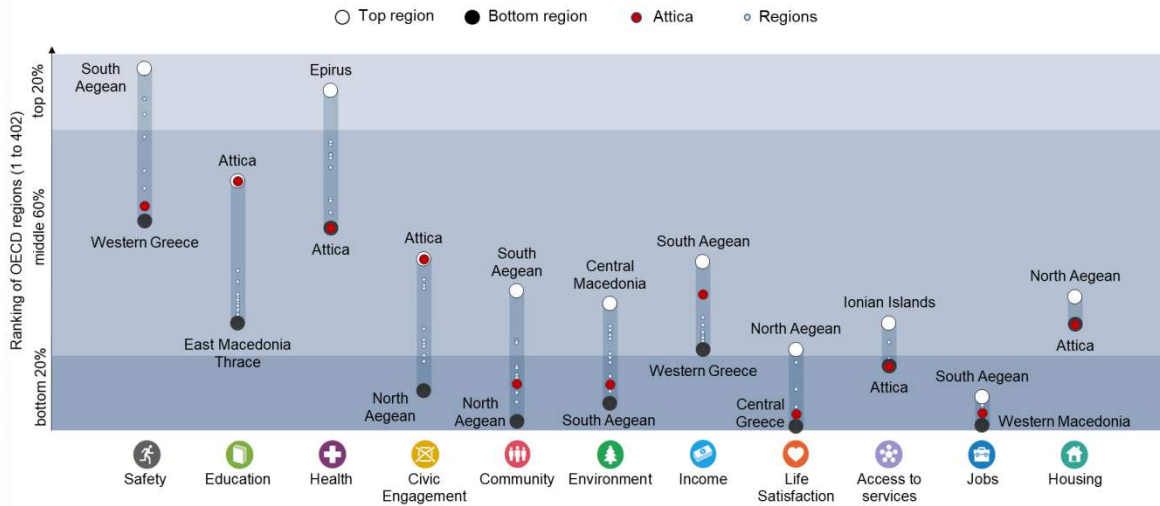 Top region
Bottom region
Attica
Regions
Ranking of OECD regions (1 to 402)
top 20%
middle 60%
bottom 20%
South
Aegean
Western Greece
Attica
East Macedonia
Thrace
Epirus
Attica
Attica
North
Aegean
South
Aegean
North
Aegean
Central
Macedonia
South Aegean
South Aegean
Western Greece
North Aegean
Central
Greece
Ionian Islands
Attica
South Aegean
Western Macedonia
North Aegean
Attica
Safety
Education
Health
Civic
Engagement
Community
Environment
Income
Life
Satisfaction
Access to
services
Jobs
Housing